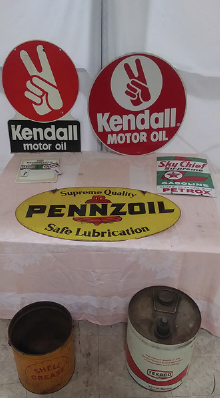 Kendall
motor oil
Kendall®
MOTOR OIL
Sky Chief
GASOLINE
PETROX
Supreme Quality
PENNZOIL
Safe Lubrication
SHELL
GREASE
TEXACO